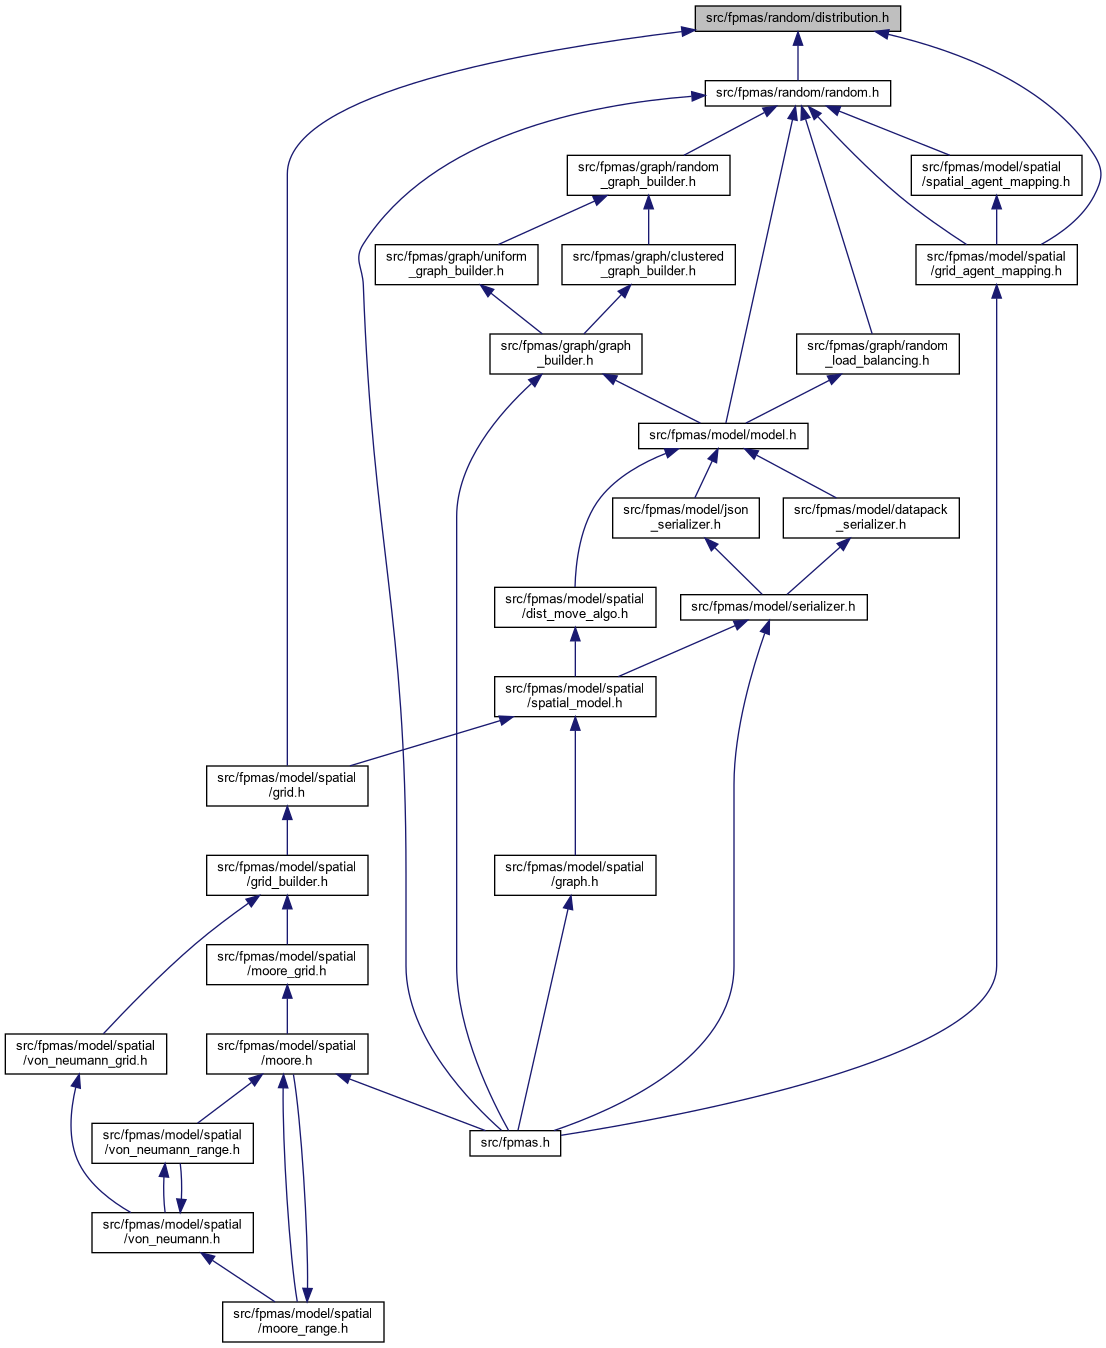 src/fpmas/random/distribution.h
src/fpmas/random/random.h
src/fpmas/graph/random
_graph_builder.h
src/fpmas/model/spatial
/spatial_agent_mapping.h
src/fpmas/graph/uniform
_graph_builder.h
src/fpmas/graph/clustered
_graph_builder.h
src/fpmas/model/spatial
/grid_agent_mapping.h
src/fpmas/graph/graph
_builder.h
src/fpmas/graph/random
_load_balancing.h
src/fpmas/model/model.h
src/fpmas/model/json
_serializer.h
src/fpmas/model/datapack
_serializer.h
src/fpmas/model/spatial
/dist_move_algo.h
src/fpmas/model/serializer.h
src/fpmas/model/spatial
/spatial_model.h
src/fpmas/model/spatial
/grid.h
src/fpmas/model/spatial
/grid_builder.h
src/fpmas/model/spatial
/graph.h
src/fpmas/model/spatial
/moore_grid.h
src/fpmas/model/spatial
/von_neumann_grid.h
src/fpmas/model/spatial
/moore.h
src/fpmas/model/spatial
/von_neumann_range.h
src/fpmas.h
src/fpmas/model/spatial
/von_neumann.h
src/fpmas/model/spatial
/moore_range.h